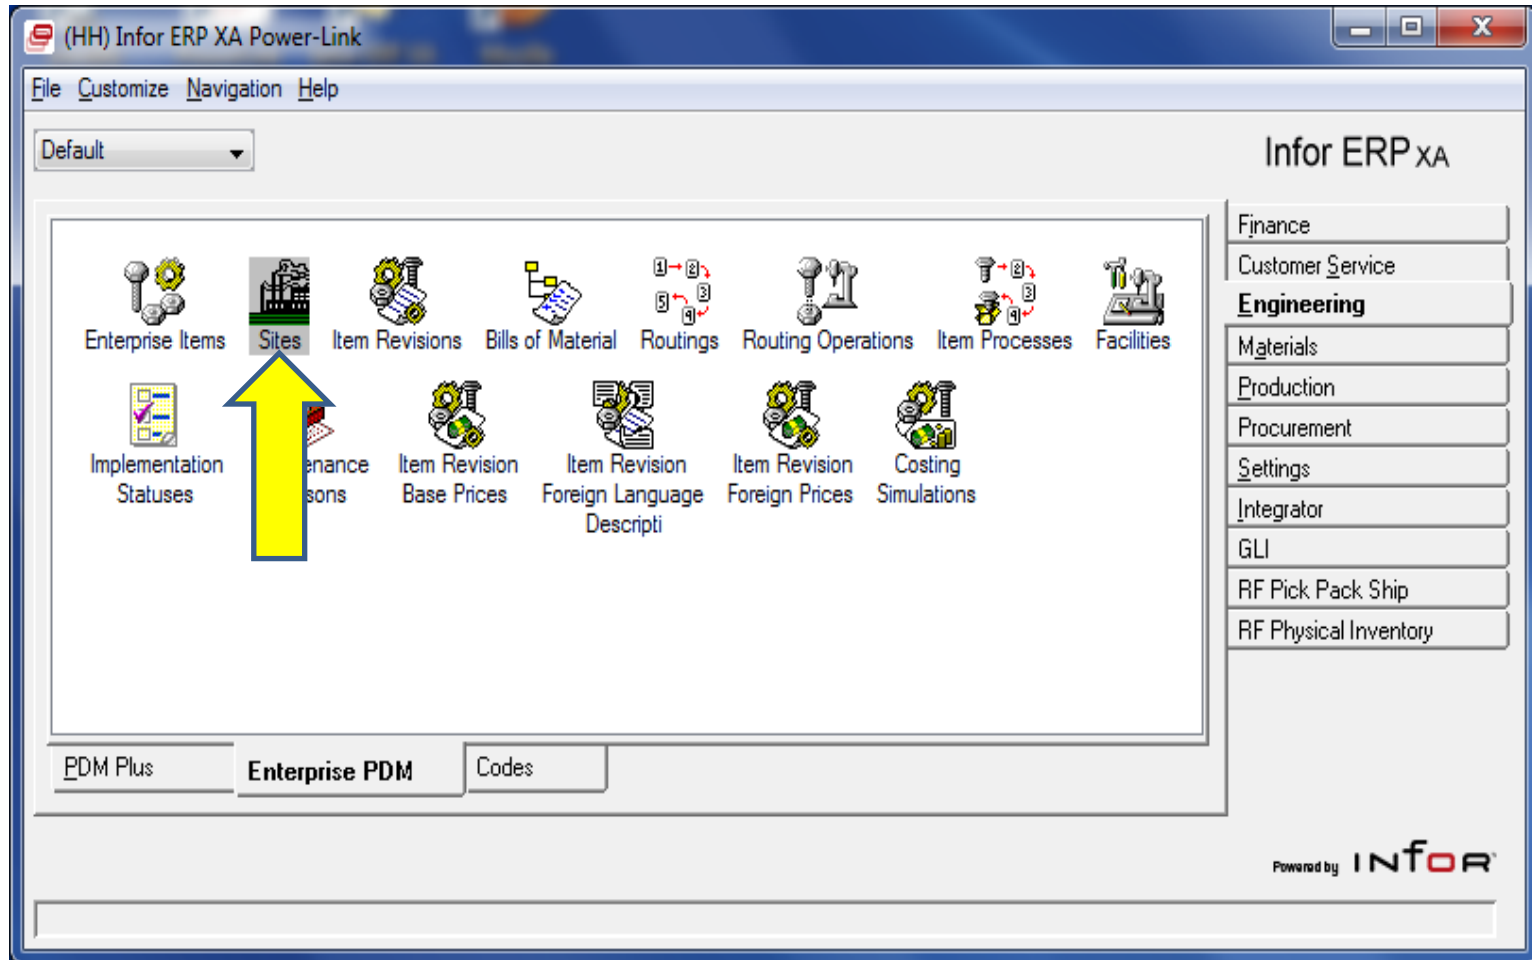 (HH) Infor ERP XA Power-Link
File Customize Navigation Help
Default
Infor ERP XA
Finance
Customer Service
Engineering
Materials
Production
Procurement
Settings
Integrator
GLI
RF Pick Pack Ship
RF Physical Inventory
Enterprise Items Sites Item Revisions Bills of Material Routings Routing Operations Item Processes Facilities
Implementation enance Item Revision Item Revision Item Revision Costing
Statuses sons Base Prices Foreign Language Foreign Prices Simulations
Descripti
PDM Plus Enterprise PDM Codes
Powered by infor